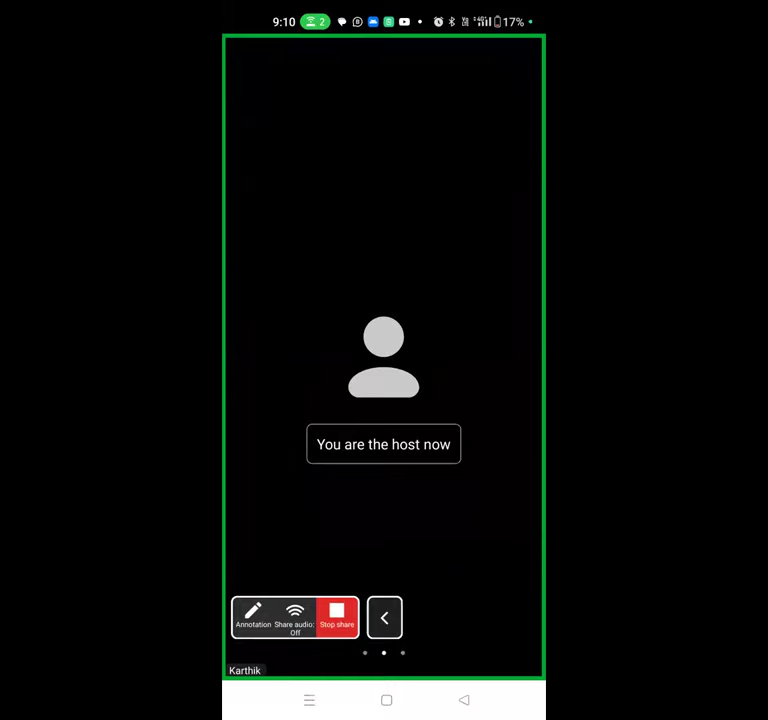 9:10 2 17%
You are the host now
Annotation Share audio: Off Stop share
Karthik